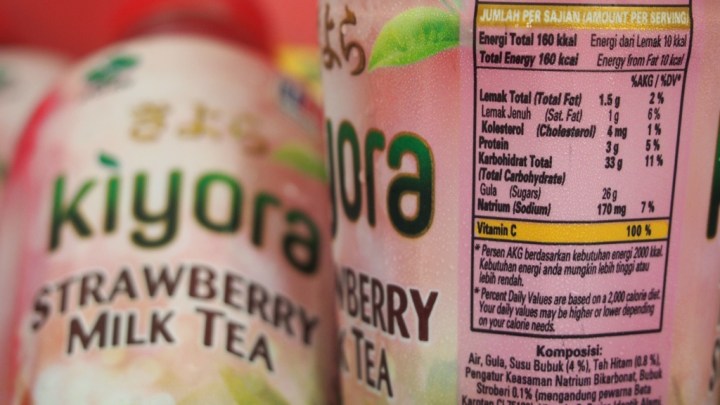 きよら
kìyora
STRAWBERRY
MILK TEA
よら
yora
WBERRY
K TEA
JUMLAH PER SAJIAN (AMOUNT PER SERVING)
Energi Total 160 kkal Energi dari Lemak 10 kkal
Total Energy 160 kcal Energy from Fat 10 kcal
%AKG / %DV*
Lemak Total (Total Fat) 1.5 g 2 %
Lemak Jenuh (Sat. Fat) 1 g 6 %
Kolesterol (Cholesterol) 4 mg 1 %
Protein 3 g 5 %
Karbohidrat Total 33 g 11 %
(Total Carbohydrate)
Gula (Sugars) 26 g
Natrium (Sodium) 170 mg 7 %
Vitamin C 100 %
* Persen AKG berdasarkan kebutuhan energi 2000 kkal.
Kebutuhan energi anda mungkin lebih tinggi atau
lebih rendah.
* Percent Daily Values are based on a 2,000 calorie diet.
Your daily values may be higher or lower depending
on your calorie needs.
Komposisi:
Air, Gula, Susu Bubuk (4 %), Teh Hitam (0.8 %),
Pengatur Keasaman Natrium Bikarbonat, Bubuk
Stroberi 0.1% (mengandung pewarna Beta